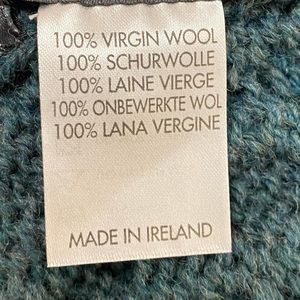 100% VIRGIN WOOL
100% SCHURWOLLE
100% LAINE VIERGE
100% ONBEWERKTE WOL
100% LANA VERGINE
MADE IN IRELAND